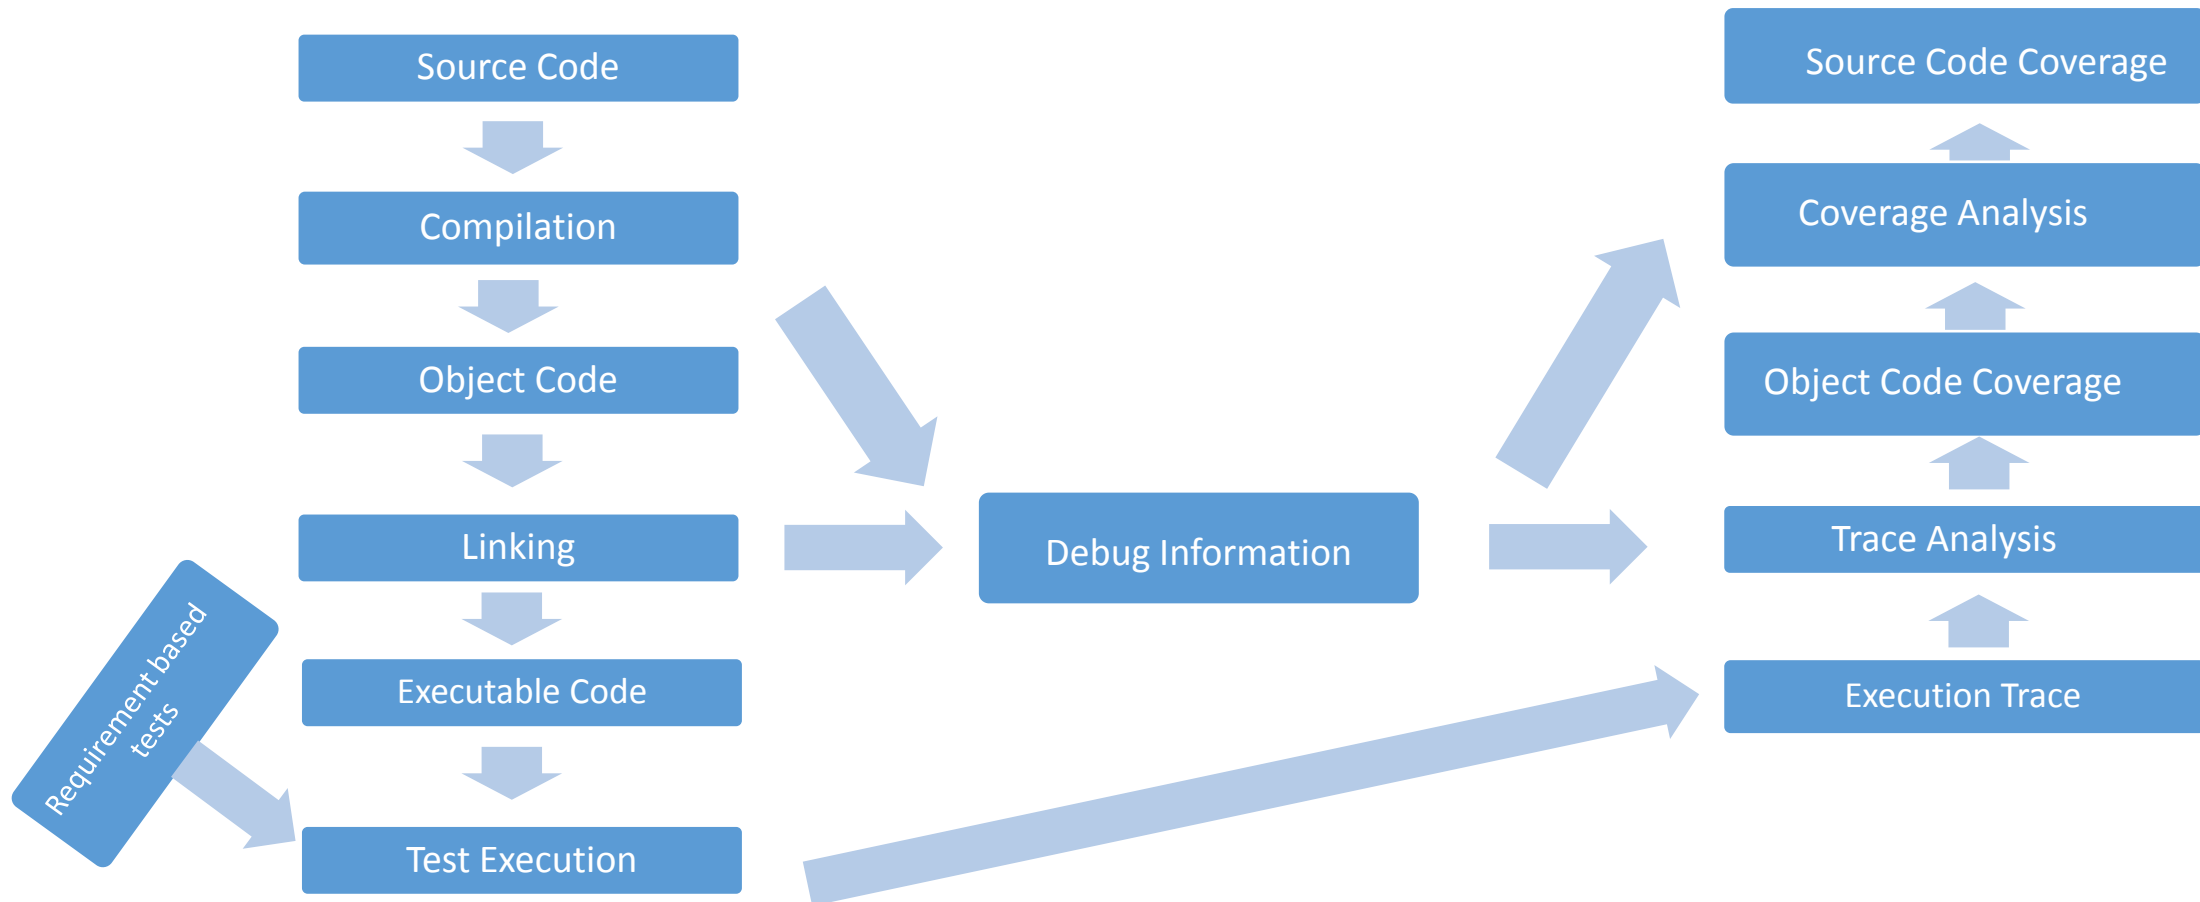 Source Code
Compilation
Object Code
Linking
Executable Code
Test Execution
Requirement based
tests
Debug Information
Source Code Coverage
Coverage Analysis
Object Code Coverage
Trace Analysis
Execution Trace